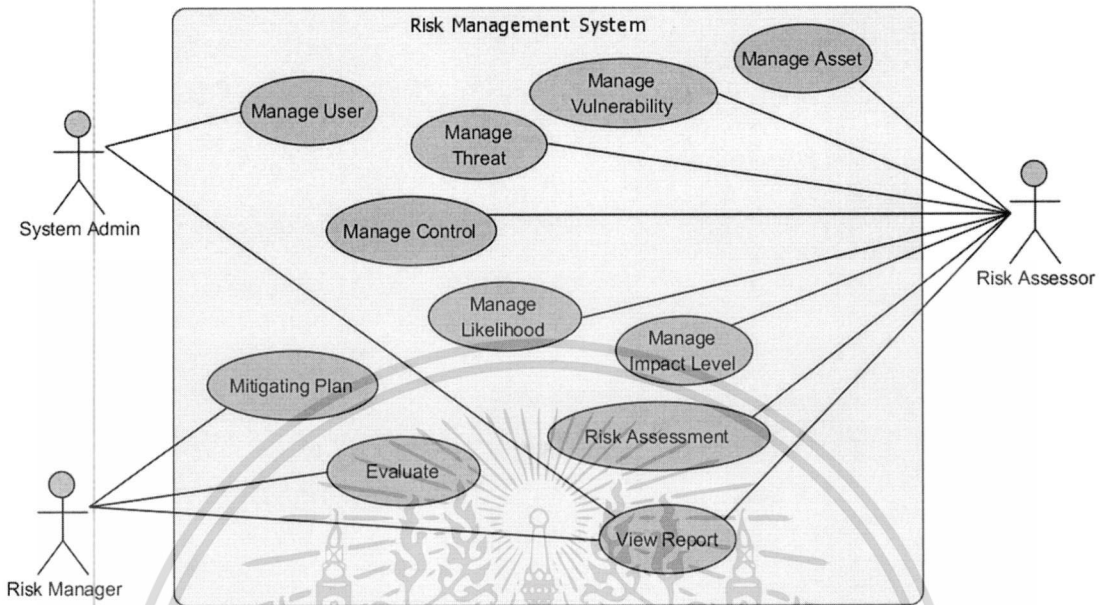 Risk Management System
Manage Asset
Manage
Vulnerability
Manage User
Manage
Threat
System Admin
Manage Control
Risk Assessor
Manage
Likelihood
Manage
Impact Level
Mitigating Plan
Risk Assessment
Evaluate
View Report
Risk Manager